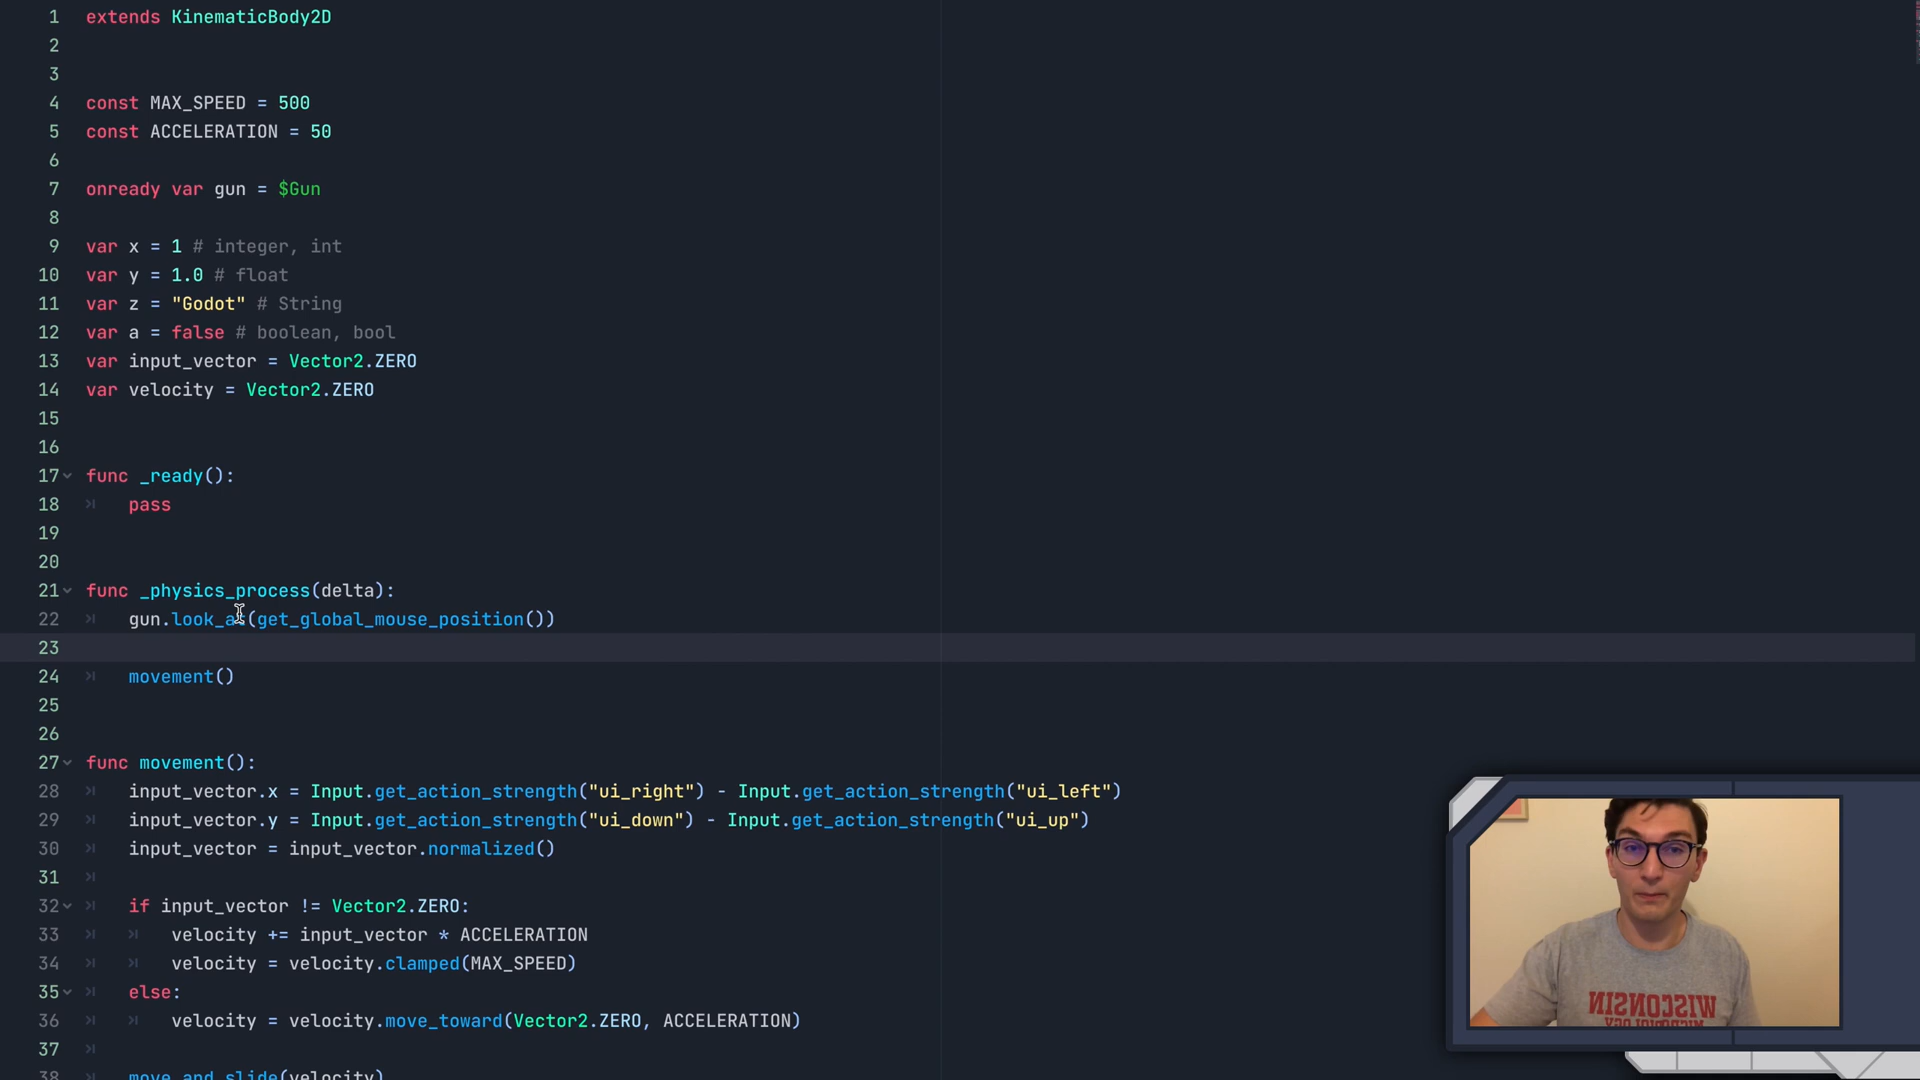 1 extends KinematicBody2D
2
3
4 const MAX_SPEED = 500
5 const ACCELERATION = 50
6
7 onready var gun = $Gun
8
9 var x = 1 # integer, int
10 var y = 1.0 # float
11 var z = "Godot" # String
12 var a = false # boolean, bool
13 var input_vector = Vector2.ZERO
14 var velocity = Vector2.ZERO
15
16
17 func _ready():
18 pass
19
20
21 func _physics_process(delta):
22 gun.look_at(get_global_mouse_position())
23
24 movement()
25
26
27 func movement():
28 input_vector.x = Input.get_action_strength("ui_right") - Input.get_action_strength("ui_left")
29 input_vector.y = Input.get_action_strength("ui_down") - Input.get_action_strength("ui_up")
30 input_vector = input_vector.normalized()
31
32 if input_vector != Vector2.ZERO:
33 velocity += input_vector * ACCELERATION
34 velocity = velocity.clamped(MAX_SPEED)
35 else:
36 velocity = velocity.move_toward(Vector2.ZERO, ACCELERATION)
37
38 move_and_slide(velocity)
WISCONSIN
MICROBIOLOGY